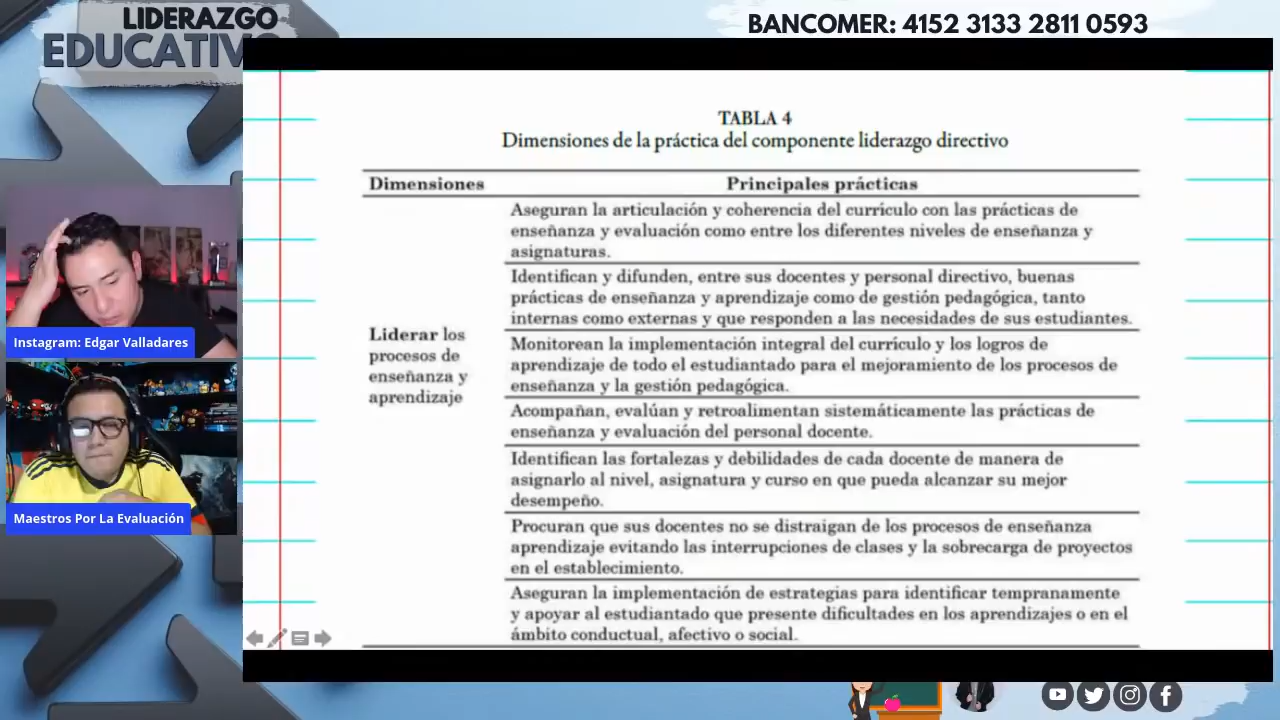 LIDERAZGO
EDUCATIV
BANCOMER: 4152 3133 2811 0593
TABLA 4
Dimensiones de la práctica del componente liderazgo directivo
Dimensiones
Principales prácticas
Liderar los
procesos de
enseñanza y
aprendizaje
Aseguran la articulación y coherencia del currículo con las prácticas de
enseñanza y evaluación como entre los diferentes niveles de enseñanza y
asignaturas.
Identifican y difunden, entre sus docentes y personal directivo, buenas
prácticas de enseñanza y aprendizaje como de gestión pedagógica, tanto
internas como externas y que responden a las necesidades de sus estudiantes.
Monitorean la implementación integral del currículo y los logros de
aprendizaje de todo el estudiantado para el mejoramiento de los procesos de
enseñanza y la gestión pedagógica.
Acompañan, evalúan y retroalimentan sistemáticamente las prácticas de
enseñanza y evaluación del personal docente.
Identifican las fortalezas y debilidades de cada docente de manera de
asignarlo al nivel, asignatura y curso en que pueda alcanzar su mejor
desempeño.
Procuran que sus docentes no se distraigan de los procesos de enseñanza
aprendizaje evitando las interrupciones de clases y la sobrecarga de proyectos
en el establecimiento.
Aseguran la implementación de estrategias para identificar tempranamente
y apoyar al estudiantado que presente dificultades en los aprendizajes o en el
ámbito conductual, afectivo o social.
Instagram: Edgar Valladares
Maestros Por La Evaluación